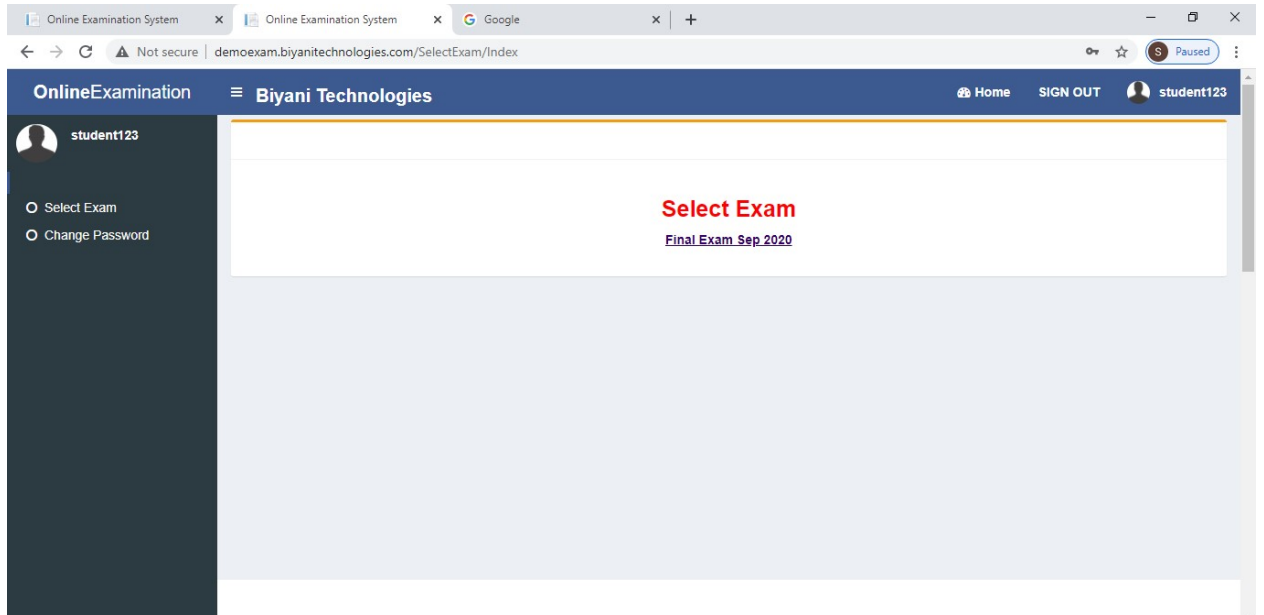 Online Examination System
Online Examination System
Google
Not secure | demoexam.biyanitechnologies.com/SelectExam/Index
S Paused
OnlineExamination
Biyani Technologies
Home
SIGN OUT
student123
student123
Select Exam
Change Password
Select Exam
Final Exam Sep 2020